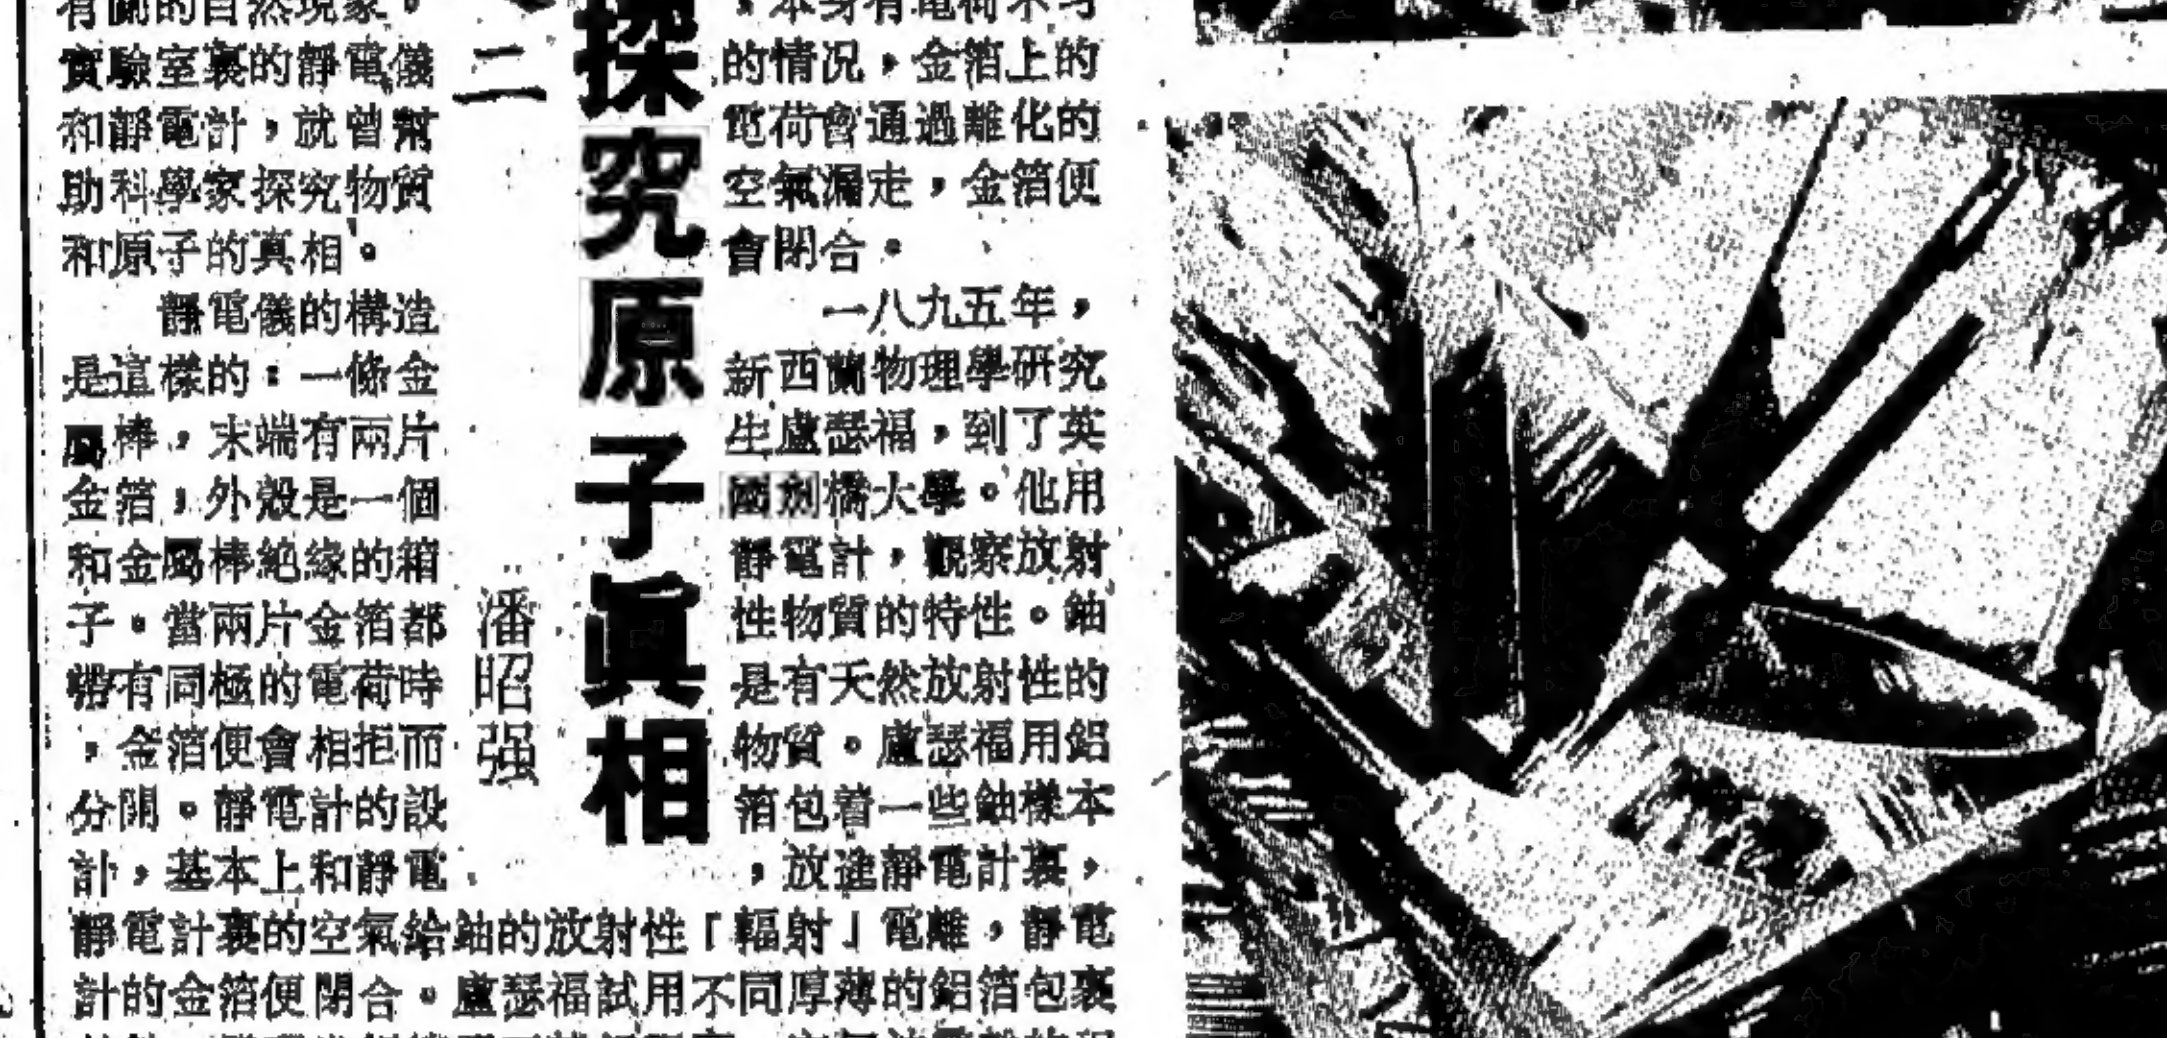 有關的自然現象。
實驗室裏的靜電儀
和靜電計，就曾幫
助科學家探究物質
和原子的真相。
靜電儀的構造
是這樣的：一條金
屬棒，末端有兩片
金箔，外殼是一個
和金屬棒絕緣的箱
子。當兩片金箔都
帶有同極的電荷時
，金箔便會相拒而
分開。靜電計的設
計，基本上和靜電
二
潘昭强
探究原子眞相
，本身有電荷不均
的情况，金箔上的
電荷會通過離化的
空氣漏走，金箔便
會閉合。
一八九五年，
新西蘭物理學研究
生盧瑟福，到了英
國劍橋大學。他用
靜電計，觀察放射
性物質的特性。鈾
是有天然放射性的
物質。盧瑟福用鋁
箔包着一些鈾樣本
，放進靜電計裏，
靜電計裏的空氣給鈾的放射性「輻射」電離，靜電
計的金箔便閉合。盧瑟福試用不同厚薄的鋁箔包裹